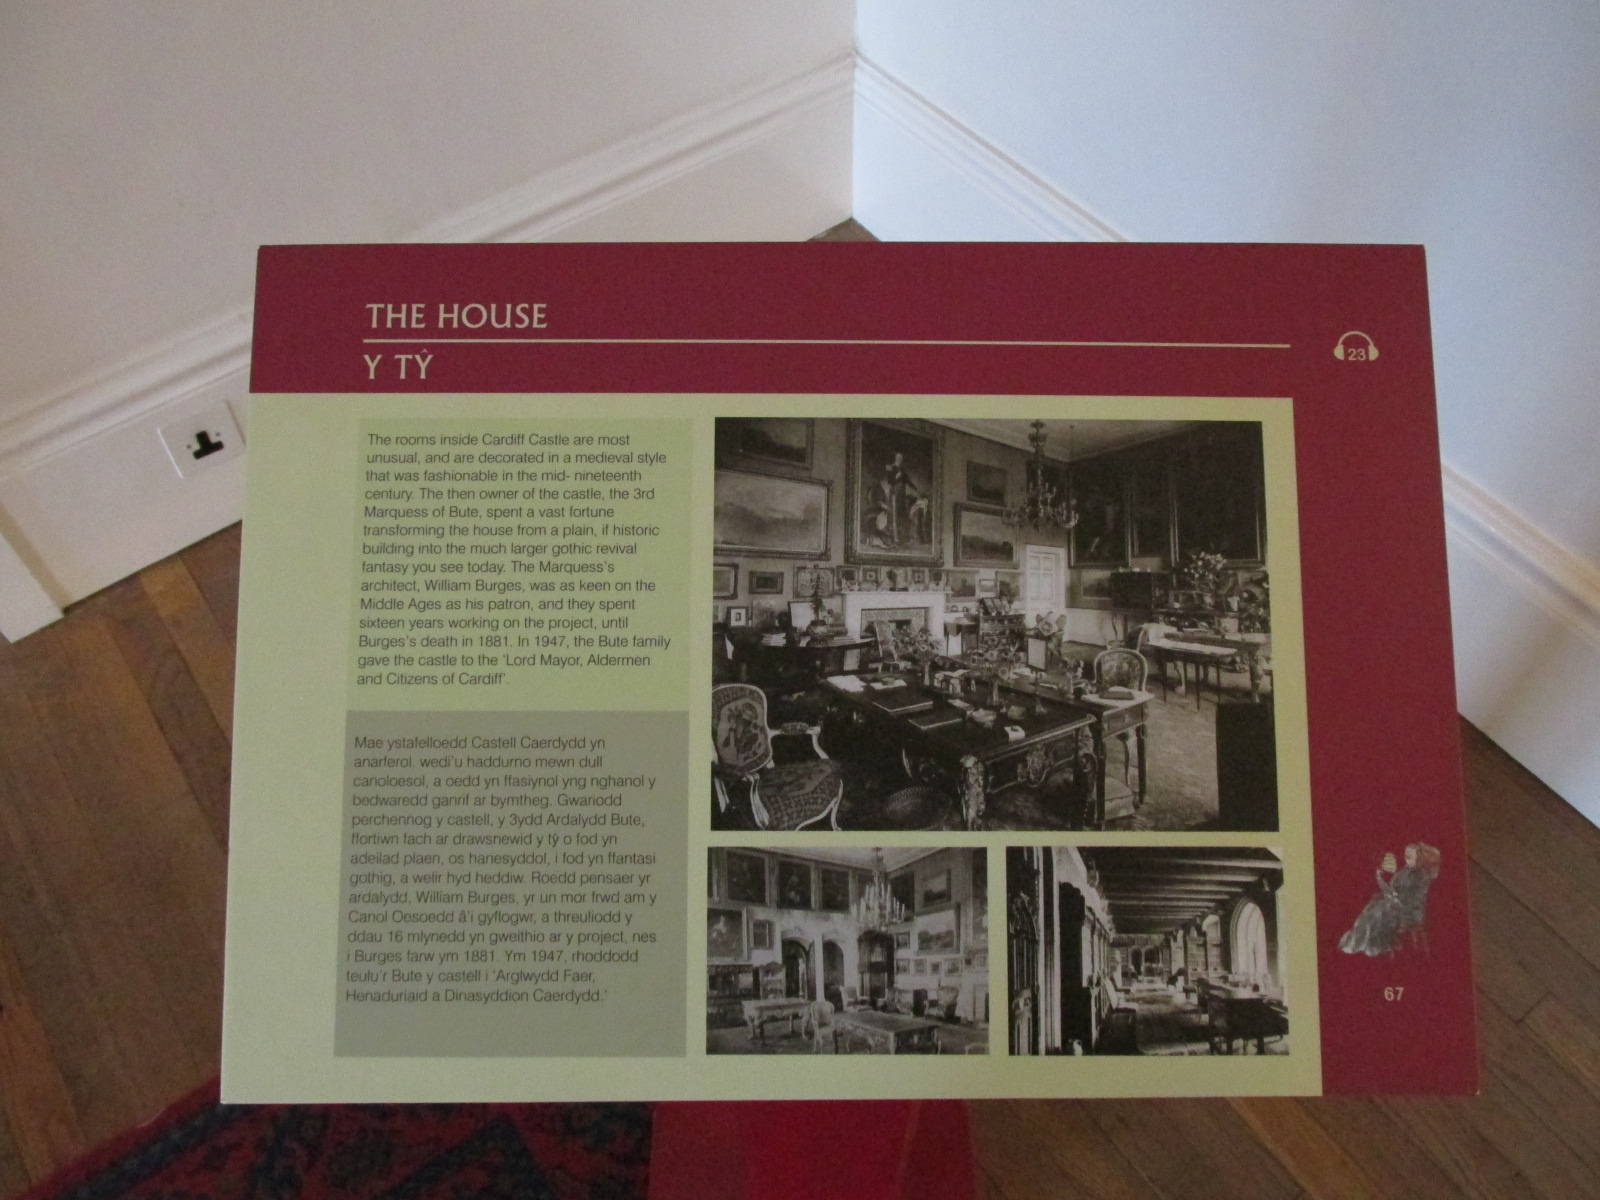 THE HOUSE
Y TŶ
23
The rooms inside Cardiff Castle are most
unusual, and are decorated in a medieval style
that was fashionable in the mid- nineteenth
century. The then owner of the castle, the 3rd
Marquess of Bute, spent a vast fortune
transforming the house from a plain, if historic
building into the much larger gothic revival
fantasy you see today. The Marquess's
architect, William Burges, was as keen on the
Middle Ages as his patron, and they spent
sixteen years working on the project, until
Burges's death in 1881. In 1947, the Bute family
gave the castle to the 'Lord Mayor, Aldermen
and Citizens of Cardiff'.
Mae ystafelloedd Castell Caerdydd yn
anarferol, wedi'u haddurno mewn dull
canoloesol, a oedd yn ffasiynol yng nghanol y
bedwaredd ganrif ar bymtheg. Gwariodd
perchennog y castell, y 3ydd Ardalydd Bute,
ffortiwn fach ar drawsnewid y tŷ o fod yn
adeilad plaen, os hanesyddol, i fod yn ffantasi
gothig, a welir hyd heddiw. Roedd pensaer yr
ardalydd, William Burges, yr un mor frwd am y
Canol Oesoedd â'i gyflogwr, a threuliodd y
ddau 16 mlynedd yn gweithio ar y project, nes
i Burges farw ym 1881. Ym 1947, rhoddodd
teulu'r Bute y castell i 'Arglwydd Faer,
Henaduriaid a Dinasyddion Caerdydd.'
67